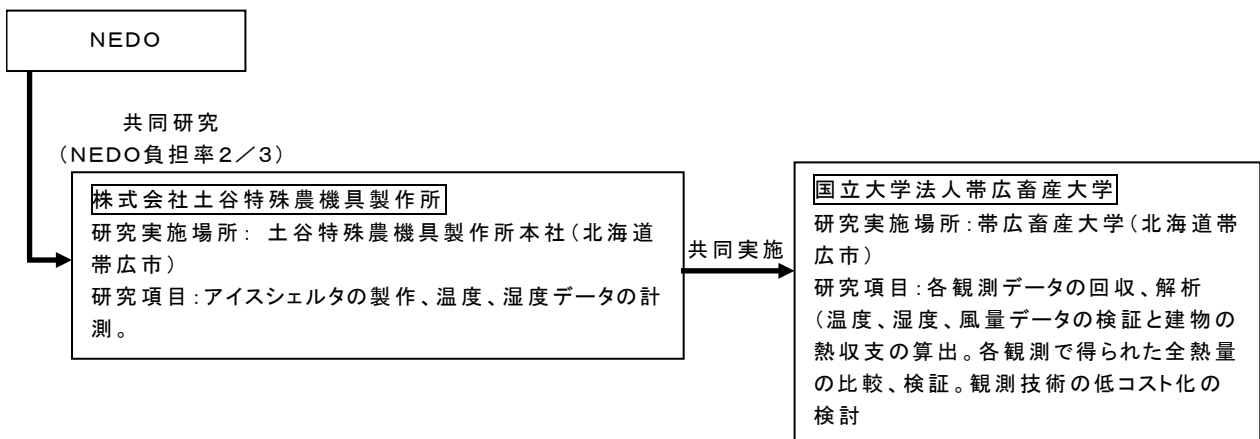 NEDO
共同研究
(NEDO負担率2/3)
株式会社土谷特殊農機具製作所
研究実施場所: 土谷特殊農機具製作所本社(北海道
帯広市)
研究項目:アイスシェルタの製作、温度、湿度データの計
測。
共同実施
国立大学法人帯広畜産大学
研究実施場所:帯広畜産大学(北海道帯
広市)
研究項目:各観測データの回収、解析
(温度、湿度、風量データの検証と建物の
熱収支の算出。各観測で得られた全熱量
の比較、検証。観測技術の低コスト化の
検討